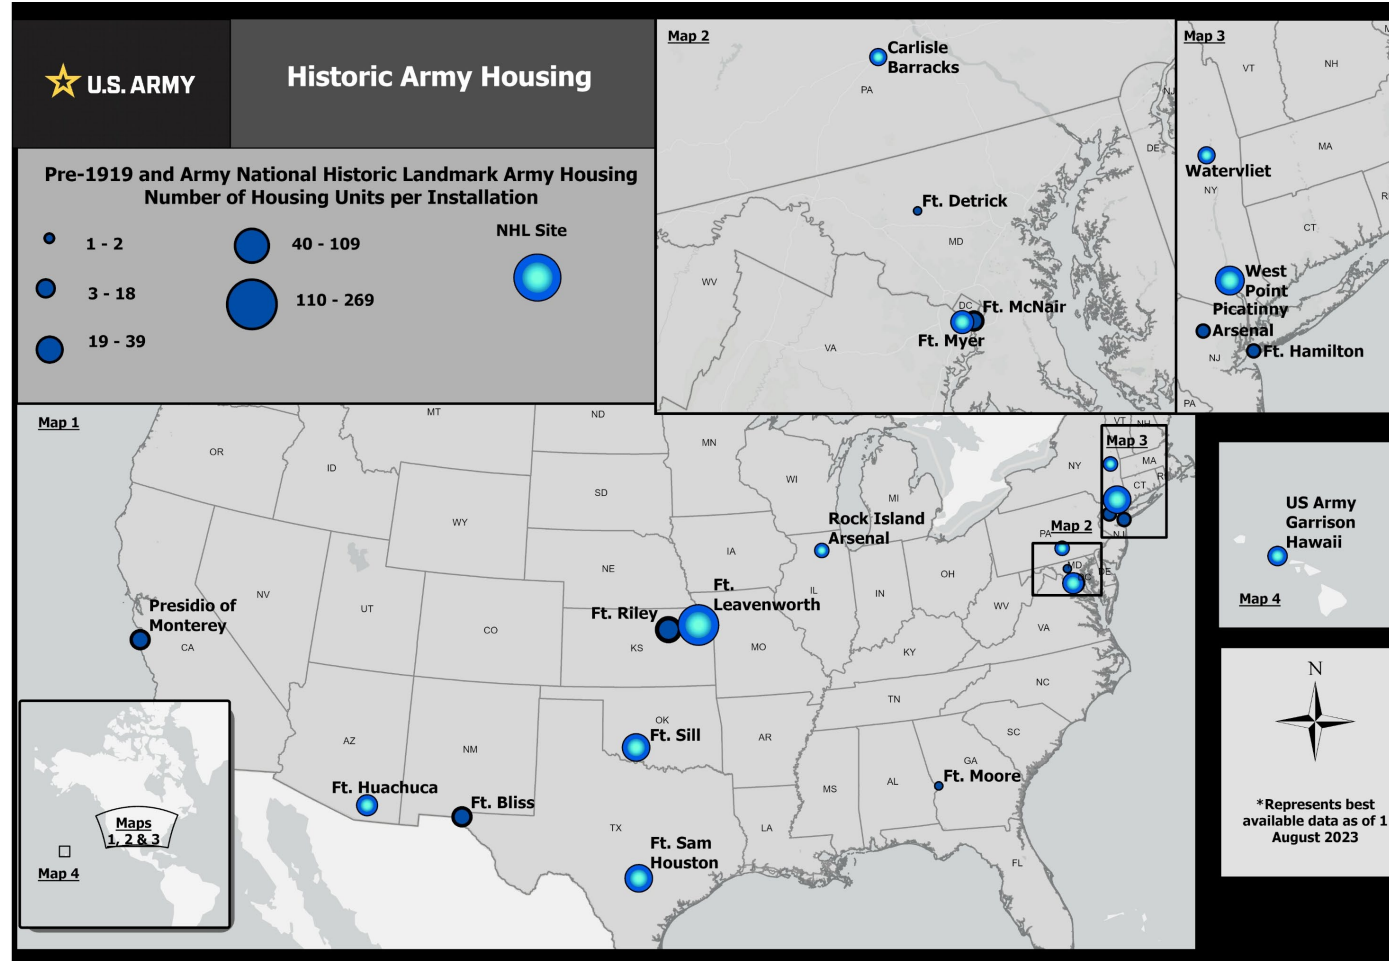 U.S. ARMY
Historic Army Housing
Pre-1919 and Army National Historic Landmark Army Housing
Number of Housing Units per Installation
1 - 2
3 - 18
19 - 39
40 - 109
110 - 269
NHL Site
Map 2
Carlisle
Barracks
PA
NJ
DE
Ft. Detrick
MD
WV
DC
Ft. McNair
Ft. Myer
VA
Map 3
VT
NH
MA
Watervliet
NY
CT
West
Point
Picatinny
Arsenal
Ft. Hamilton
NJ
PA
Map 1
MT
ND
MN
OR
ID
SD
WI
MI
WY
NY
VT
NH
Map 3
MA
CT
Rock Island
Arsenal
Map 2
PA
NJ
IA
NE
MD
DE
DC
OH
Ft.
Leavenworth
IL
IN
NV
UT
Presidio of
Monterey
Ft. Riley
WV
CO
VA
CA
KS
MO
KY
NC
TN
OK
Ft. Sill
AZ
NM
AR
SC
GA
Ft. Moore
Ft. Huachuca
Ft. Bliss
MS
AL
TX
LA
Ft. Sam
Houston
FL
Maps
1, 2 & 3
Map 4
US Army
Garrison
Hawaii
Map 4
N
*Represents best
available data as of 1
August 2023